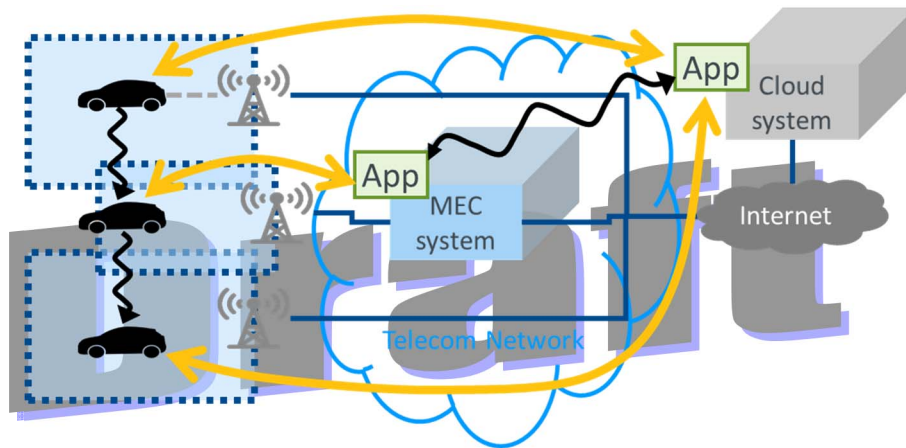 App
Cloud
system
App
MEC
system
Internet
Telecom Network
Draft